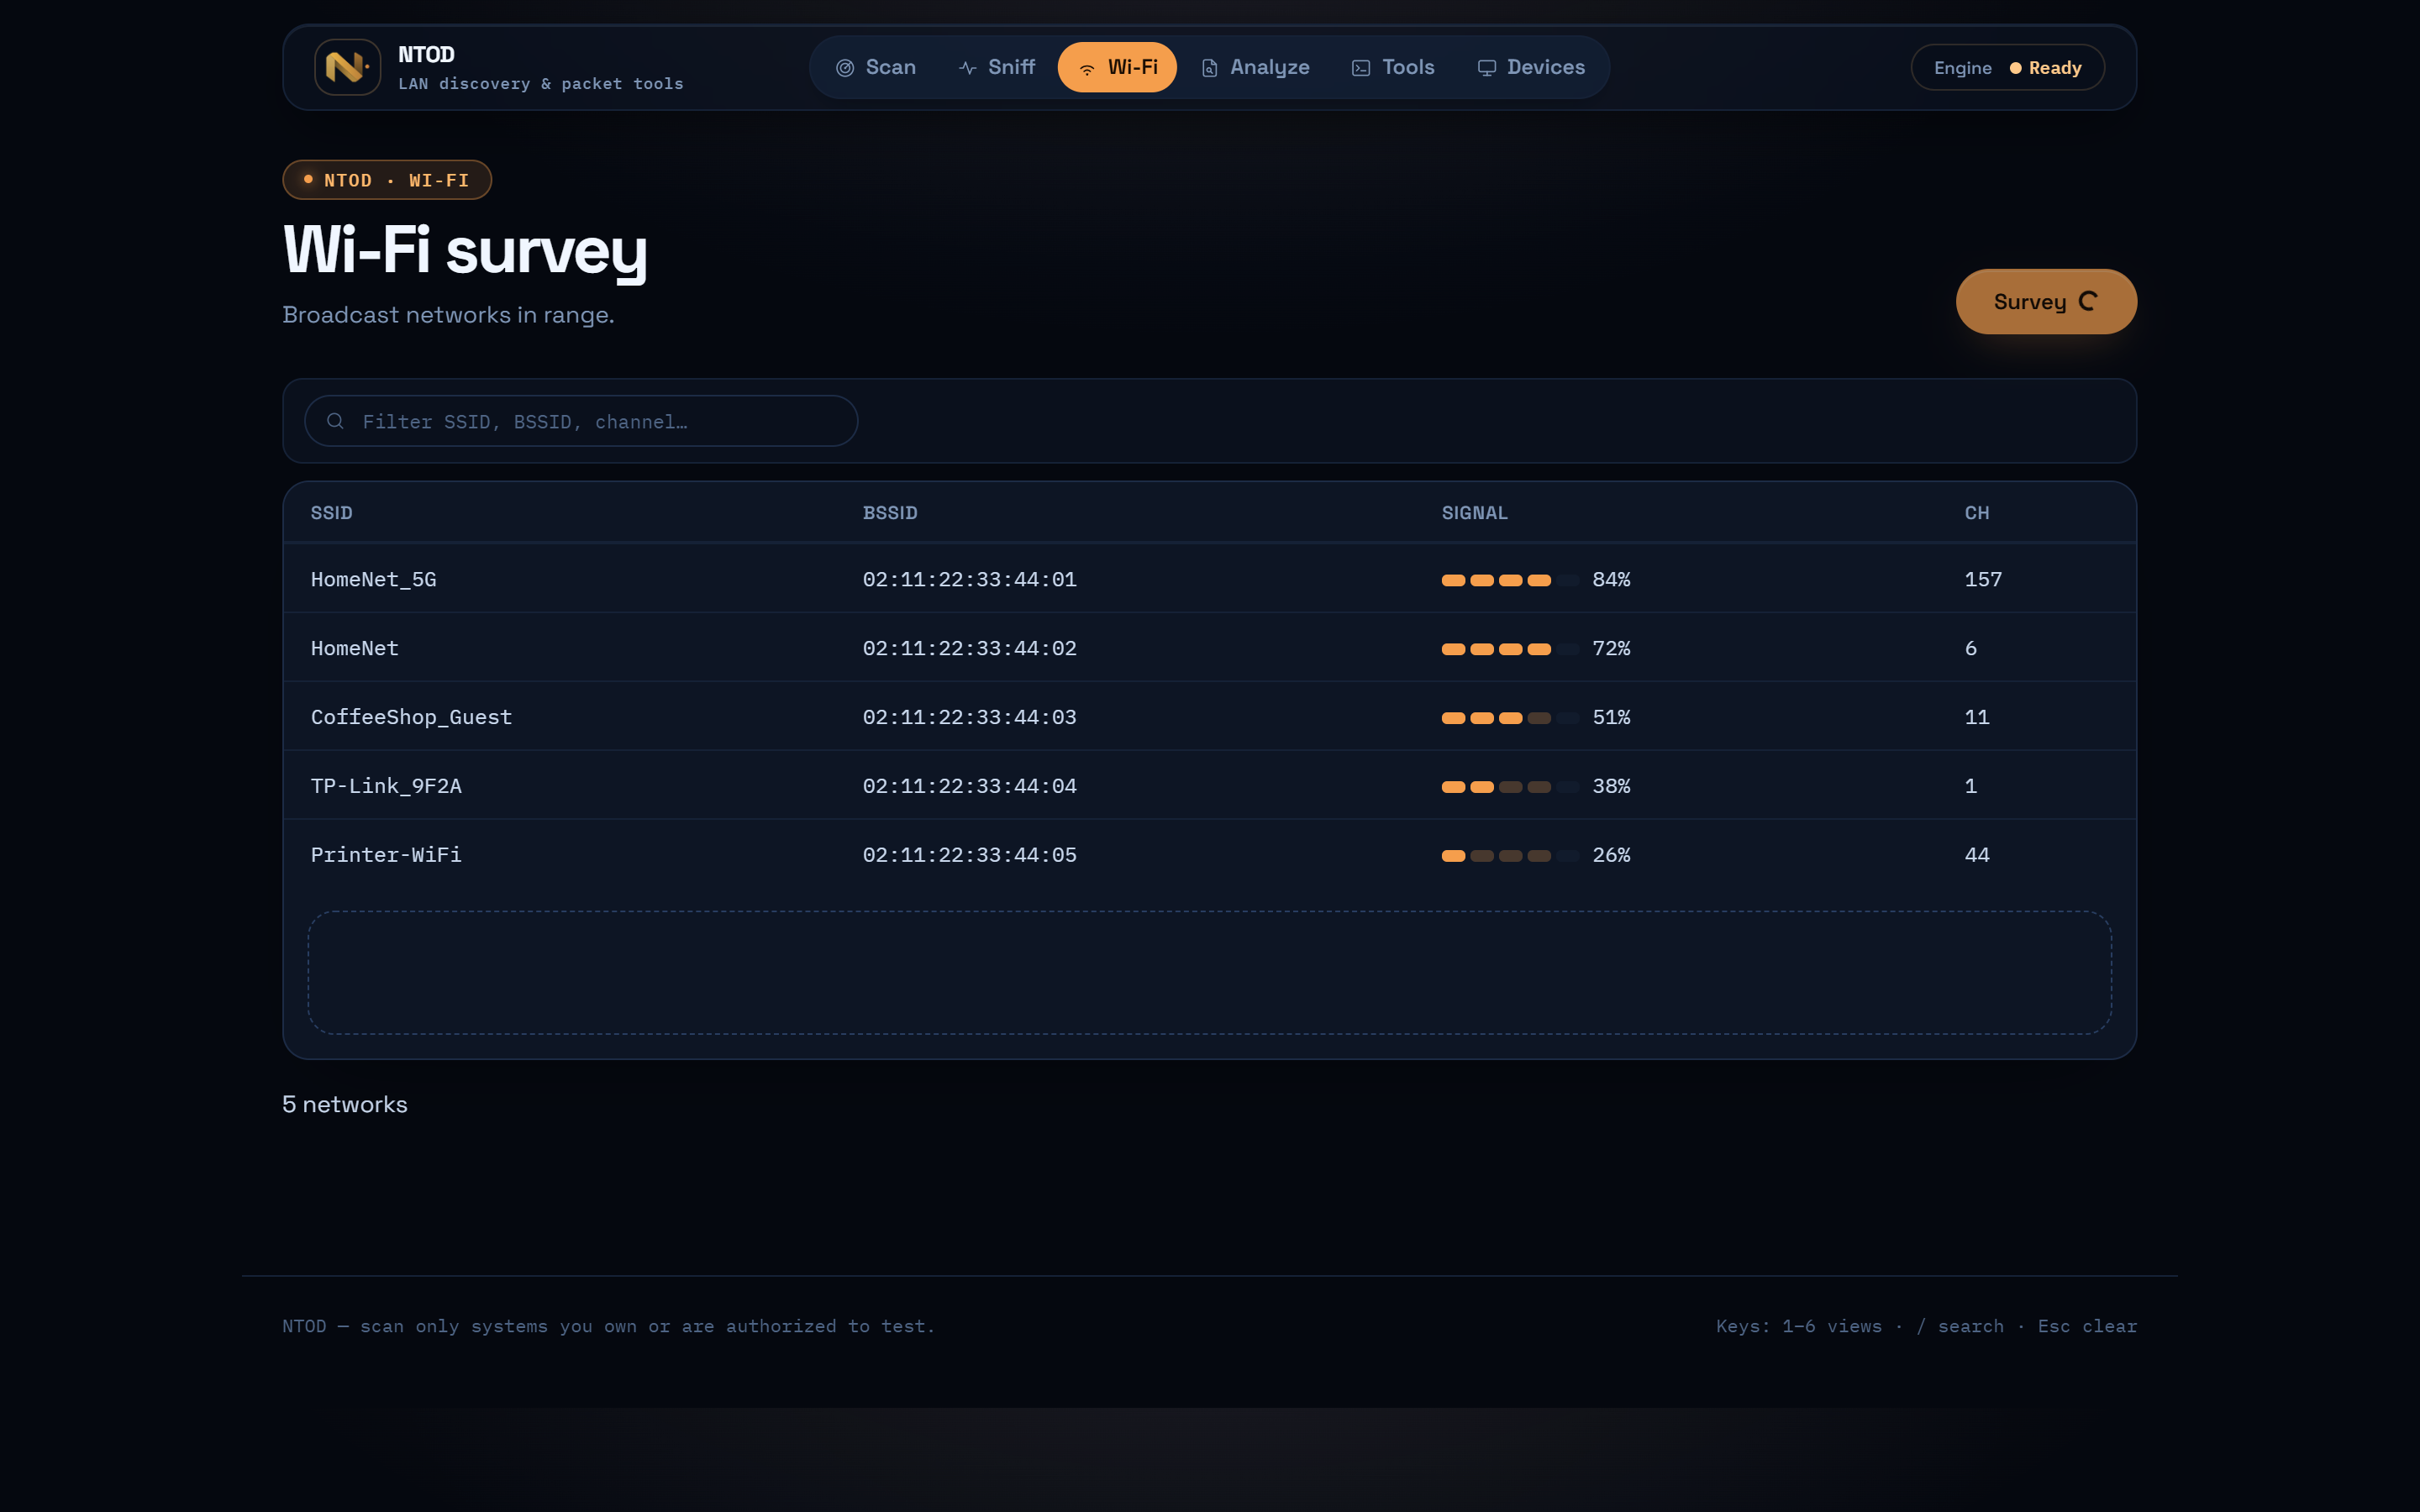 NTOD
LAN discovery & packet tools
Scan
Sniff
Wi-Fi
Analyze
Tools
Devices
Engine
Ready
NTOD · WI-FI
Wi-Fi survey
Broadcast networks in range.
Survey
Filter SSID, BSSID, channel…
SSID BSSID SIGNAL CH
HomeNet_5G 02:11:22:33:44:01 84% 157
HomeNet 02:11:22:33:44:02 72% 6
CoffeeShop_Guest 02:11:22:33:44:03 51% 11
TP-Link_9F2A 02:11:22:33:44:04 38% 1
Printer-WiFi 02:11:22:33:44:05 26% 44
5 networks
NTOD — scan only systems you own or are authorized to test.
Keys: 1–6 views · / search · Esc clear